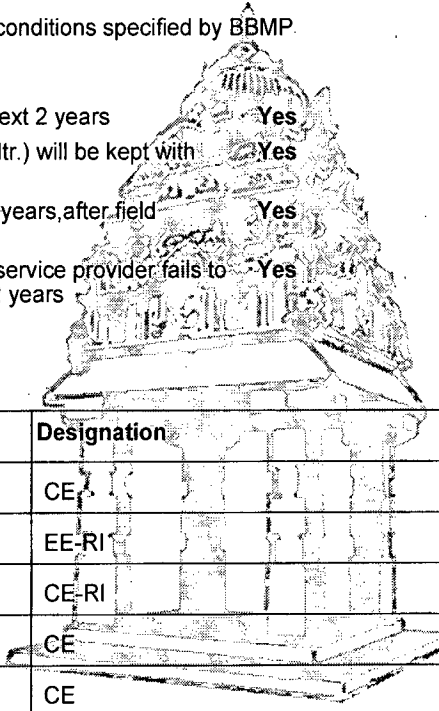 conditions specified by BBMP
ext 2 years Yes
ltr.) will be kept with Yes
-years,after field Yes
service provider fails to Yes
years
Designation
CE
EE-RI
CE-RI
CE
CE